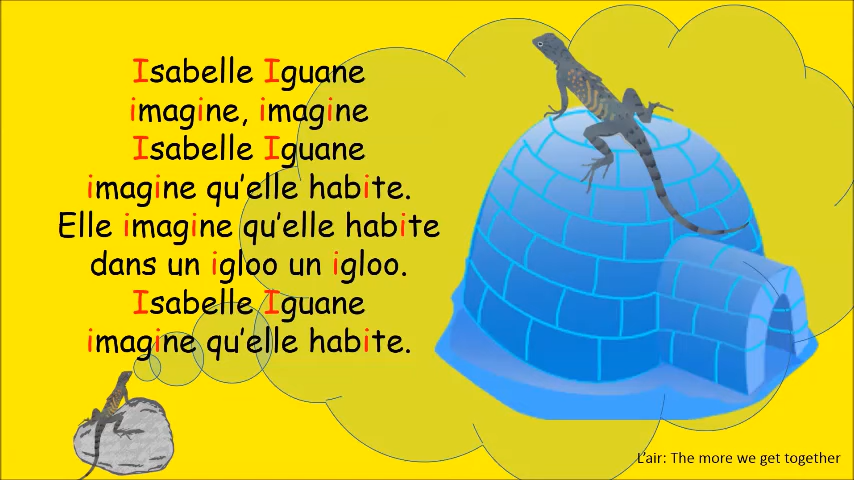 Isabelle Iguane
imagine, imagine
Isabelle Iguane
imagine qu'elle habite.
Elle imagine qu'elle habite
dans un igloo un igloo.
Isabelle Iguane
imagine qu'elle habite.
L'air: The more we get together